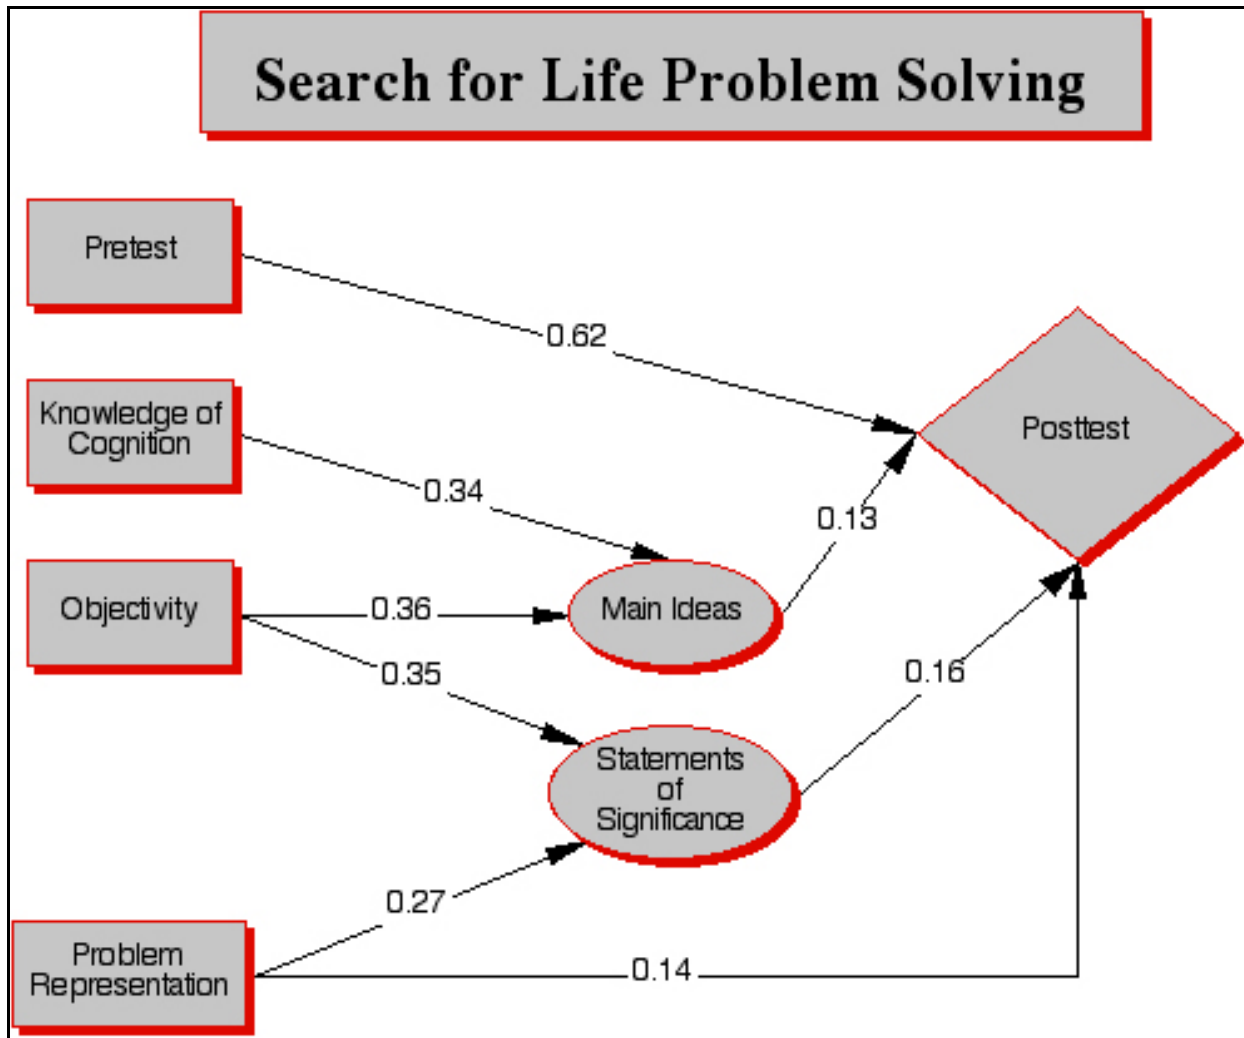 Search for Life Problem Solving
Pretest
0.62
Knowledge of
Cognition
Posttest
0.34
0.13
Objectivity
0.36
Main Ideas
0.35
0.16
Statements
of
Significance
0.27
Problem
Representation
0.14